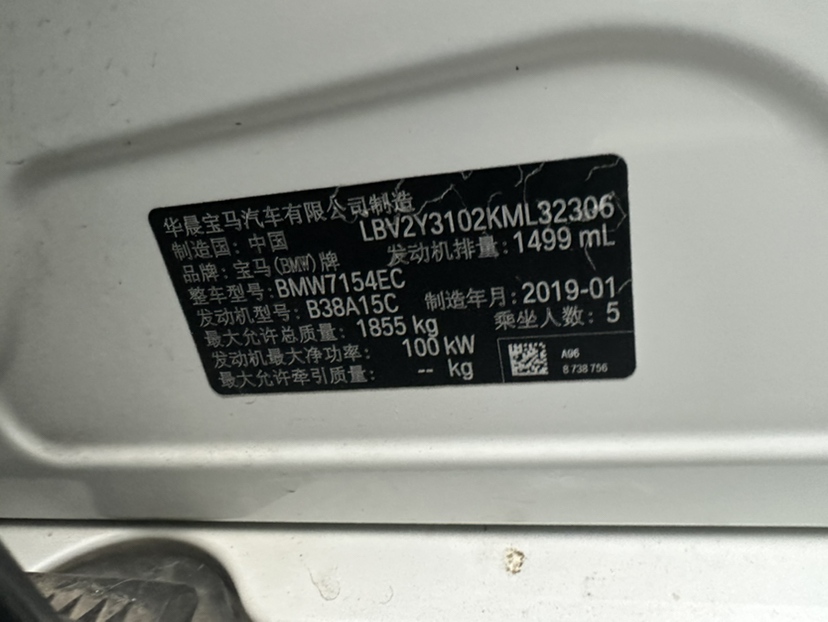 华晨宝马汽车有限公司制造
制造国：中国 LBV2Y3102KML32306
品牌：宝马(BMW)牌 发动机排量：1499 mL
整车型号：BMW7154EC
发动机型号：B38A15C 制造年月：2019-01
最大允许总质量：1855 kg 乘坐人数：5
发动机最大净功率：100 kW
最大允许牵引质量：-- kg
A96
8 738 756